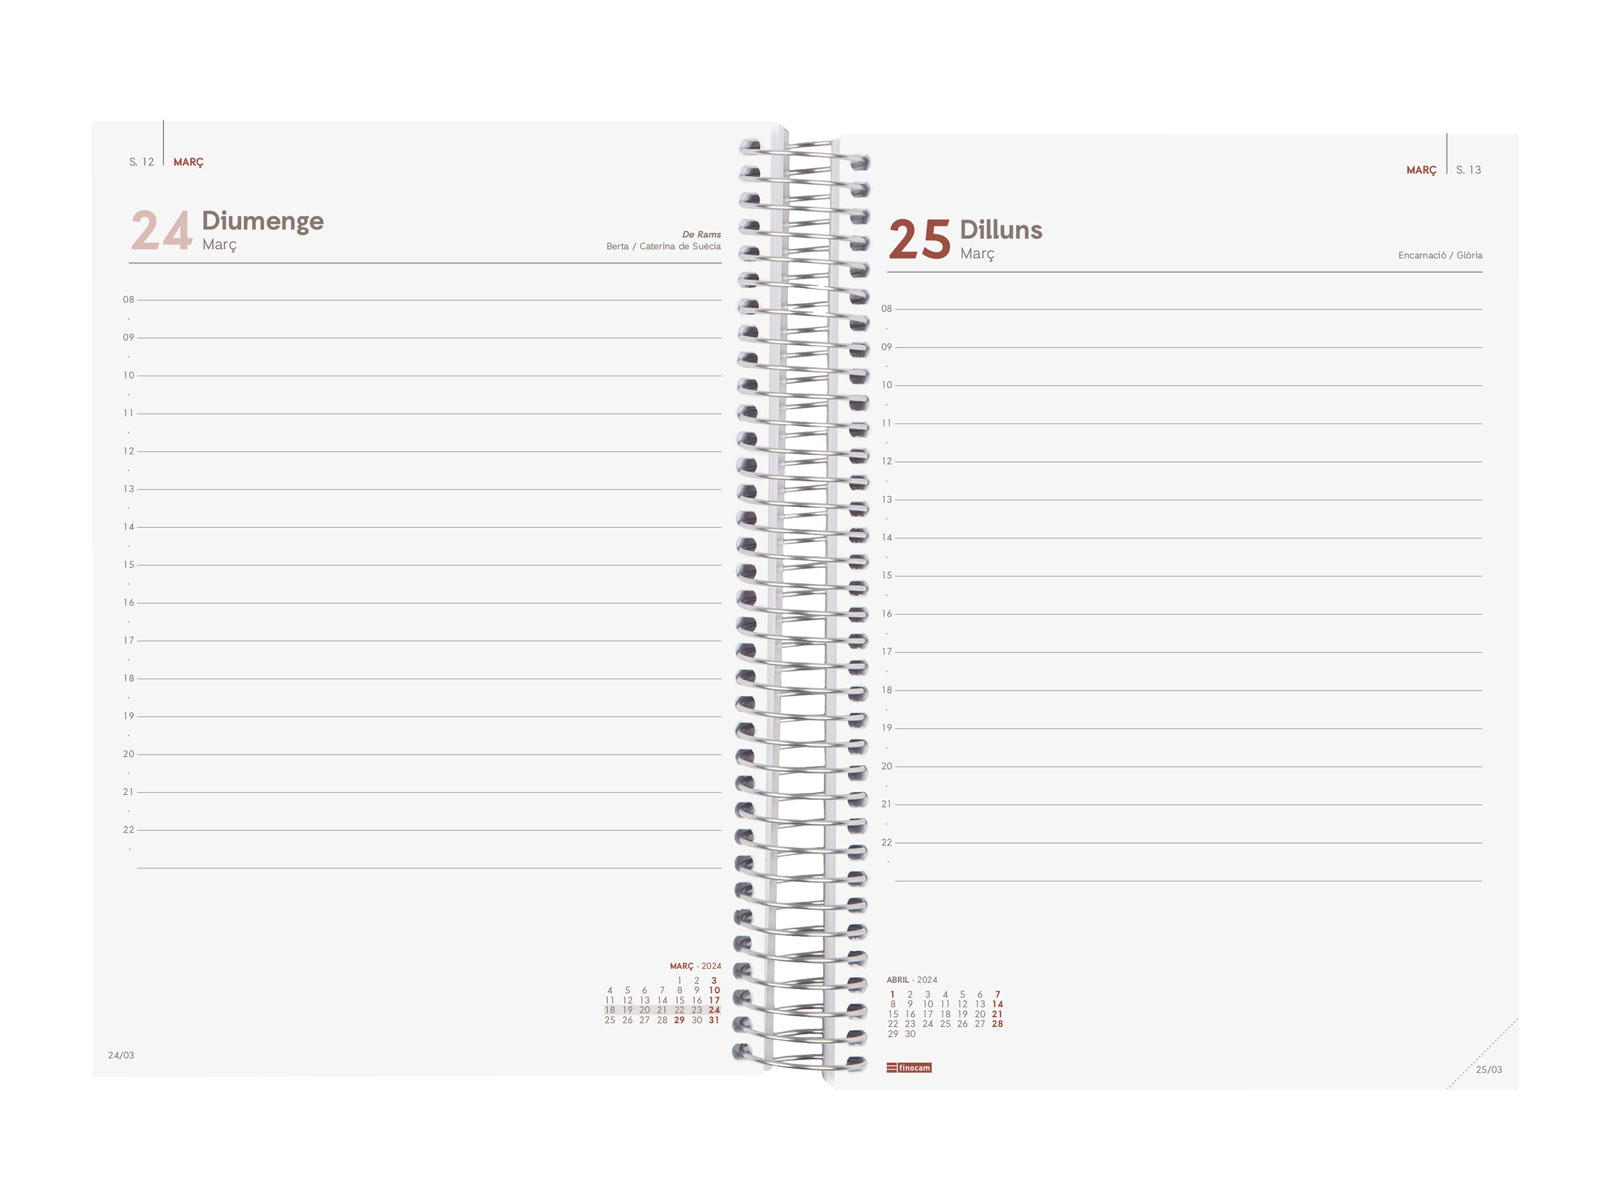 S. 12 MARÇ
24 Diumenge
Març
De Rams
Berta / Caterina de Suècia
08
09
10
11
12
13
14
15
16
17
18
19
20
21
22
MARÇ · 2024
1 2 3
4 5 6 7 8 9 10
11 12 13 14 15 16 17
18 19 20 21 22 23 24
25 26 27 28 29 30 31
24/03
MARÇ S. 13
25 Dilluns
Març
Encarnació / Glòria
08
09
10
11
12
13
14
15
16
17
18
19
20
21
22
ABRIL · 2024
1 2 3 4 5 6 7
8 9 10 11 12 13 14
15 16 17 18 19 20 21
22 23 24 25 26 27 28
29 30
finocam
25/03